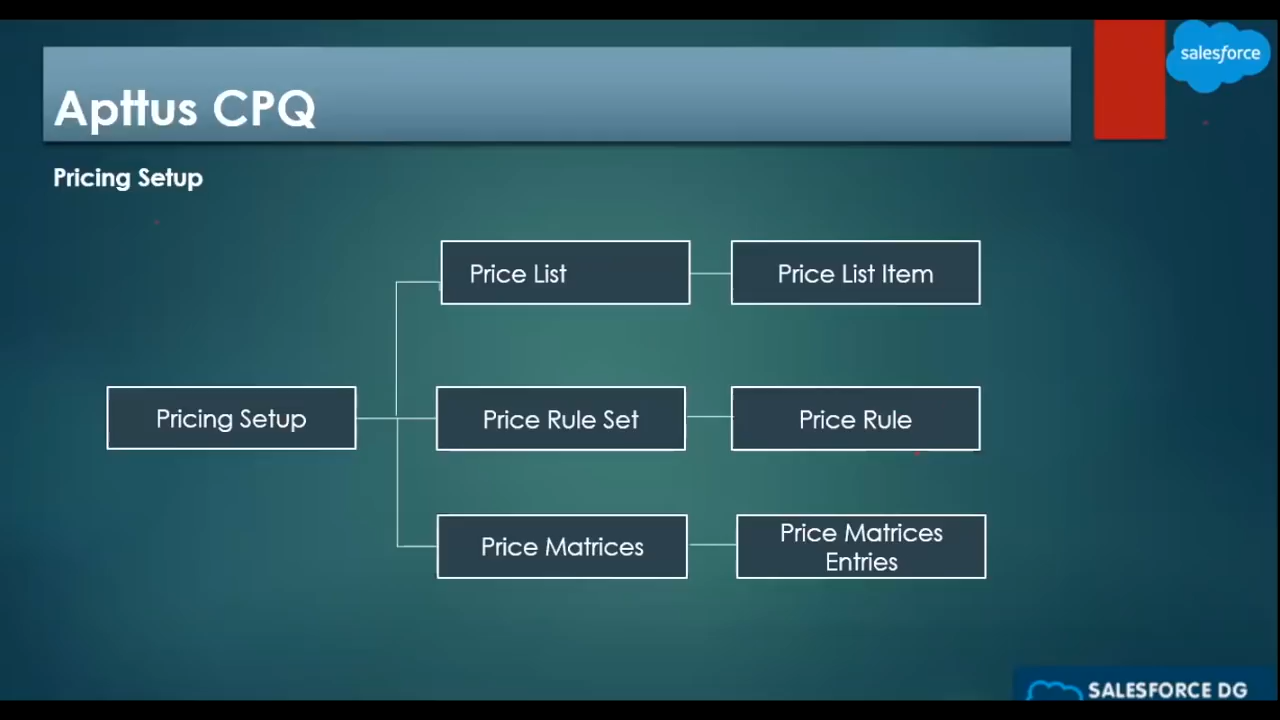 salesforce
Apttus CPQ
Pricing Setup
Price List
Price List Item
Pricing Setup
Price Rule Set
Price Rule
Price Matrices
Price Matrices
Entries
SALESFORCE DG